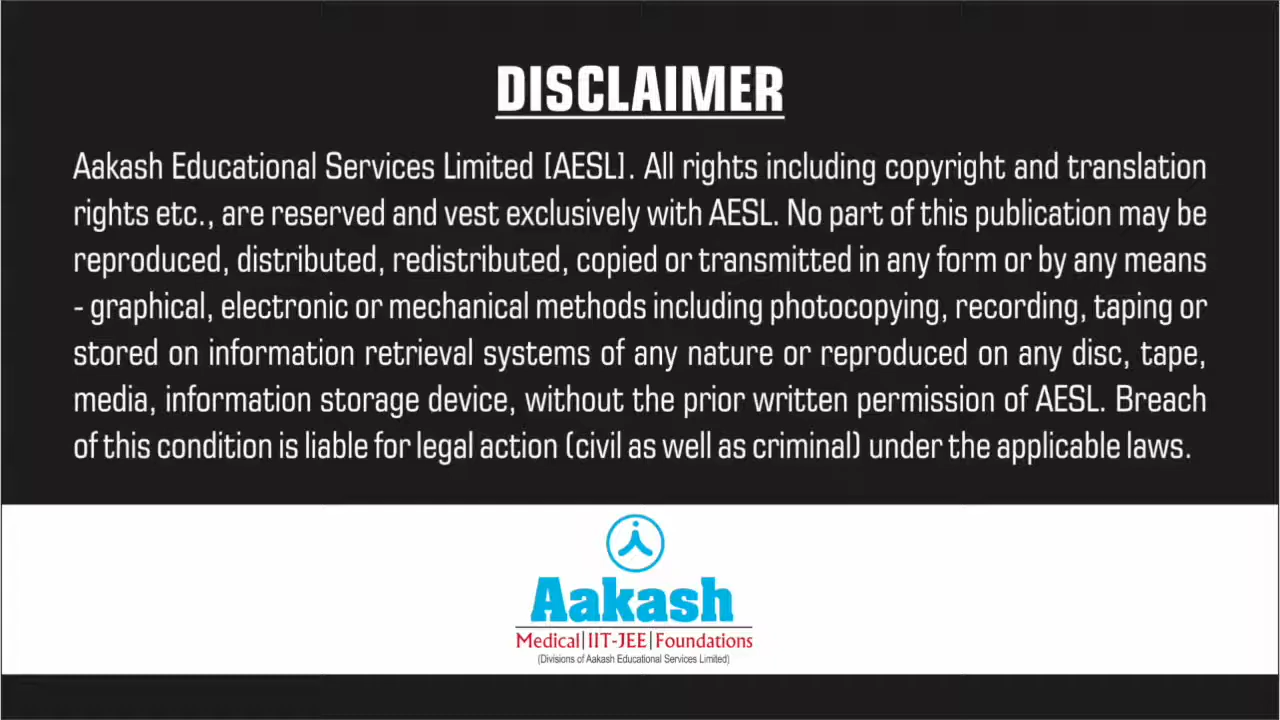 DISCLAIMER
Aakash Educational Services Limited [AESL]. All rights including copyright and translation
rights etc., are reserved and vest exclusively with AESL. No part of this publication may be
reproduced, distributed, redistributed, copied or transmitted in any form or by any means
- graphical, electronic or mechanical methods including photocopying, recording, taping or
stored on information retrieval systems of any nature or reproduced on any disc, tape,
media, information storage device, without the prior written permission of AESL. Breach
of this condition is liable for legal action (civil as well as criminal) under the applicable laws.
Aakash
Medical|IIT-JEE|Foundations
(Divisions of Aakash Educational Services Limited)